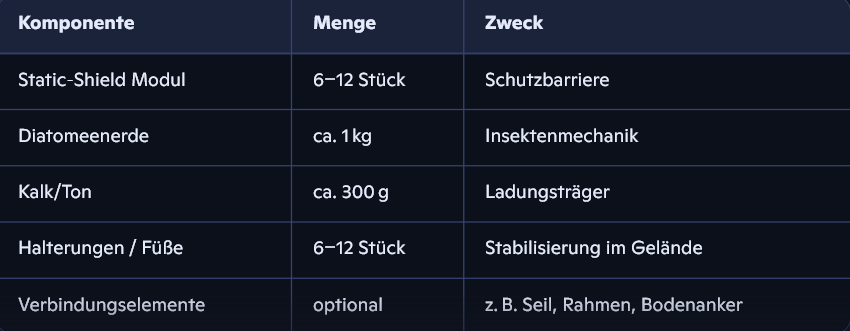 Komponente Menge Zweck
Static-Shield Modul 6–12 Stück Schutzbarriere
Diatomeenerde ca. 1 kg Insektenmechanik
Kalk/Ton ca. 300 g Ladungsträger
Halterungen / Füße 6–12 Stück Stabilisierung im Gelände
Verbindungselemente optional z. B. Seil, Rahmen, Bodenanker